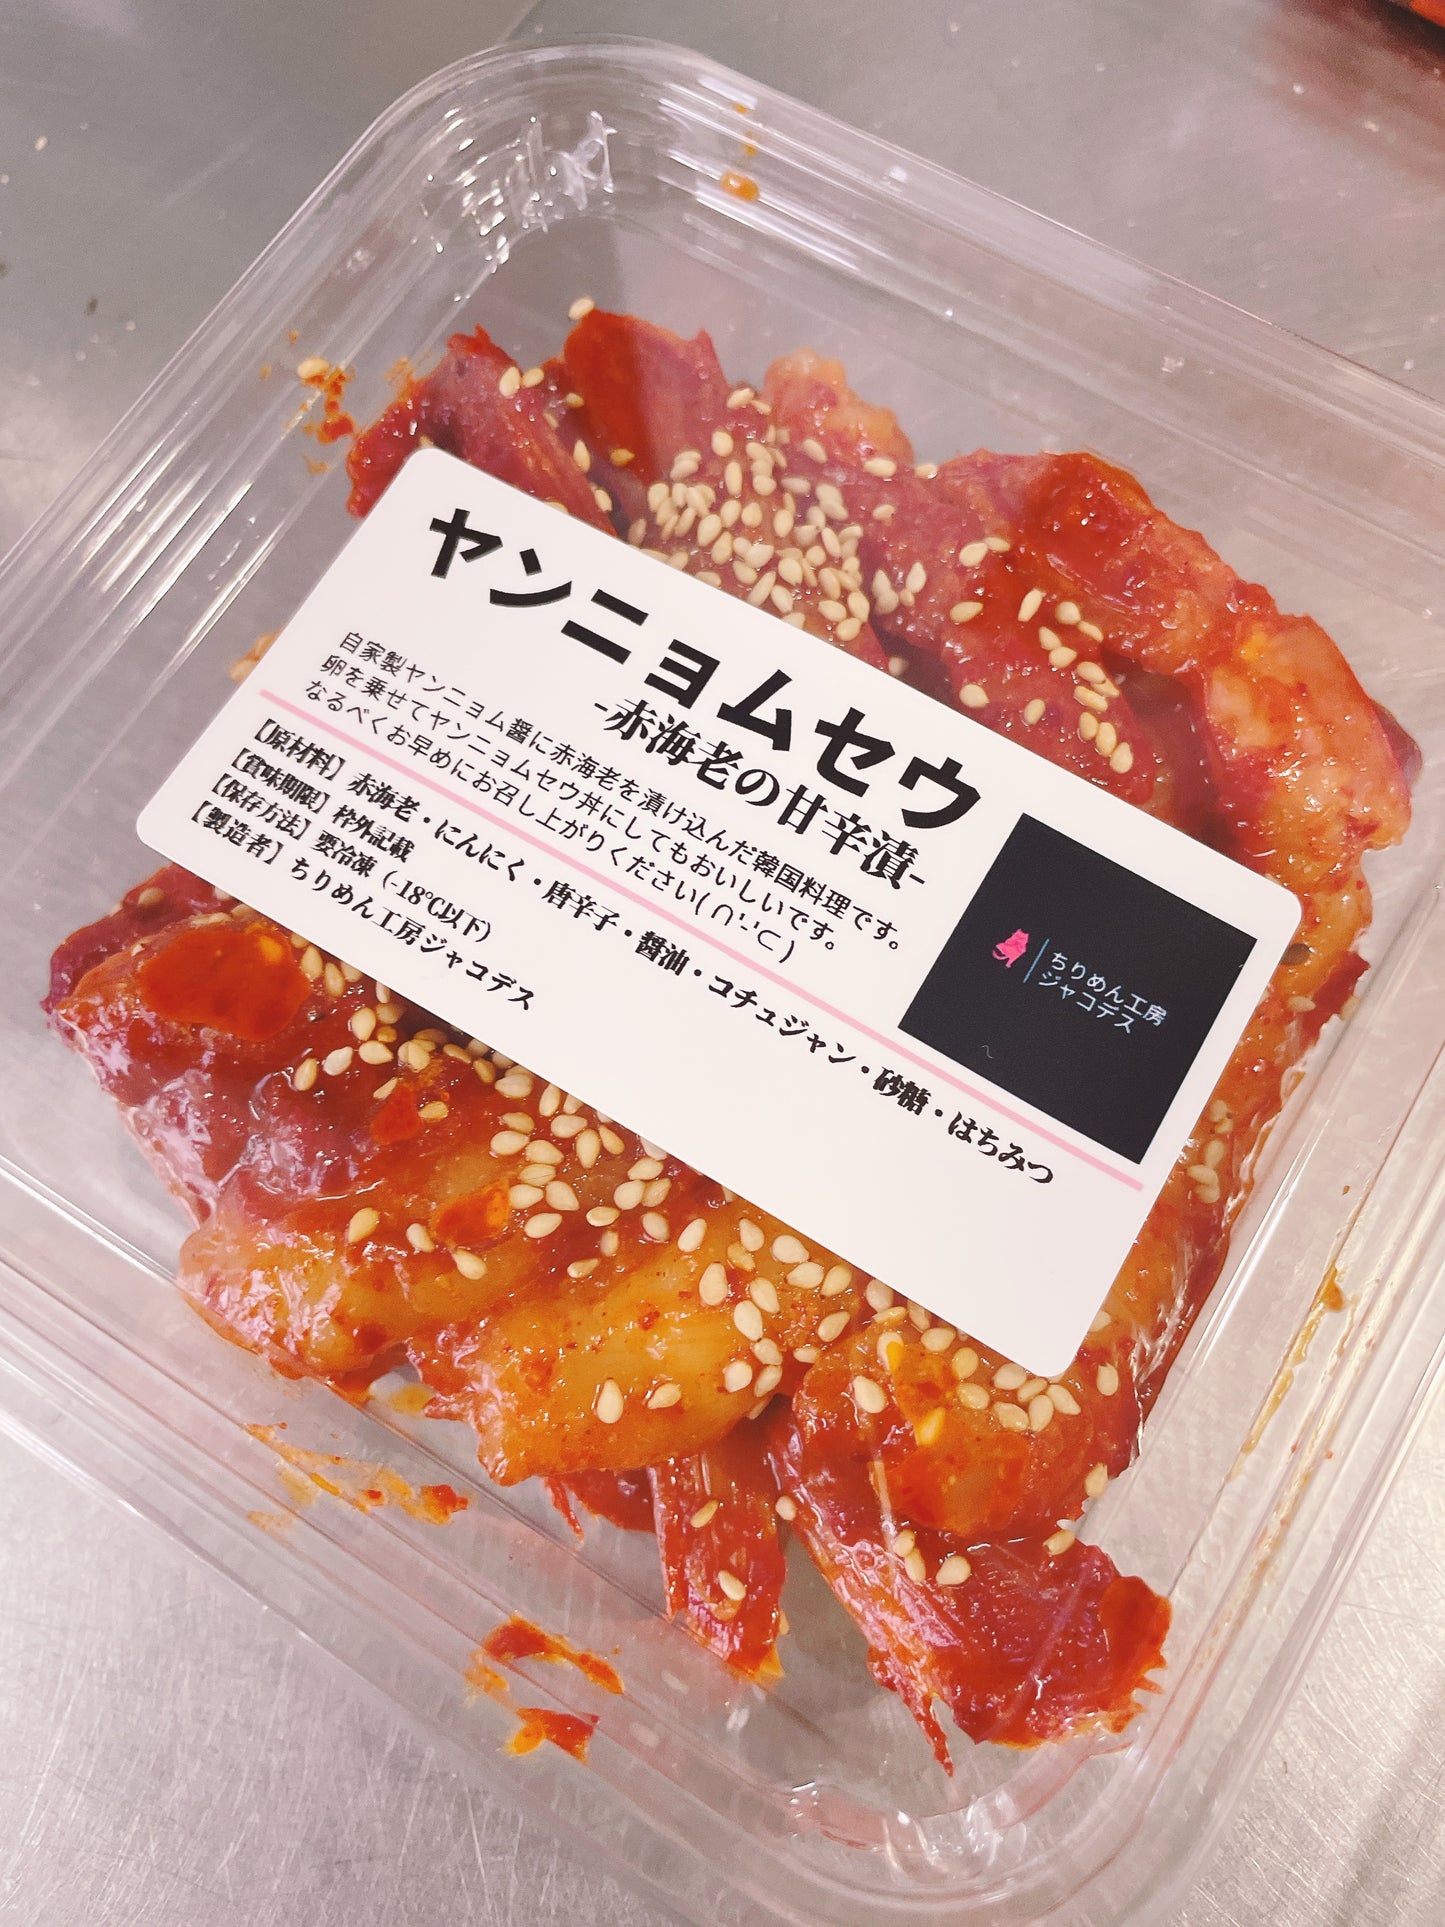 ヤンニョムセウ
-赤海老の甘辛漬-
自家製ヤンニョム醤に赤海老を漬け込んだ韓国料理です。
卵を乗せてヤンニョムセウ丼にしてもおいしいです。
なるべくお早めにお召し上がりください(∩'-'⊂ )
【原材料】赤海老・にんにく・唐辛子・醤油・コチュジャン・砂糖・はちみつ
【賞味期限】枠外記載
【保存方法】要冷凍（-18℃以下）
【製造者】ちりめん工房ジャコデス
ちりめん工房
ジャコデス